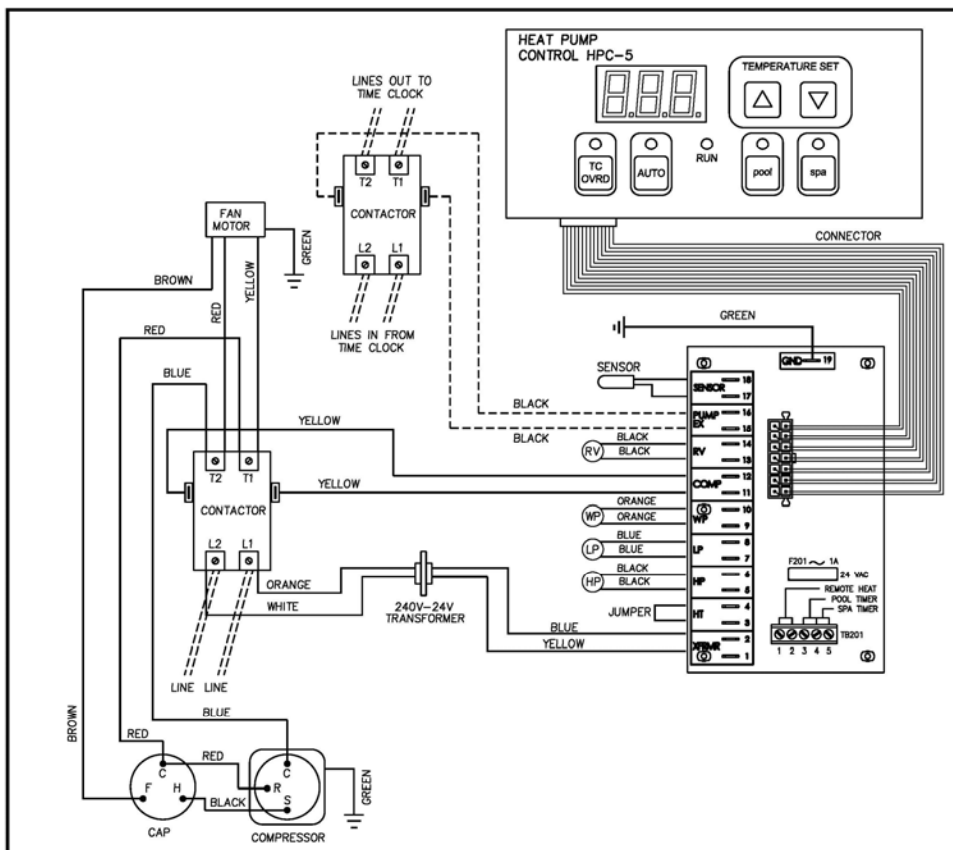 HEAT PUMP
CONTROL HPC-5
TEMPERATURE SET
TC
OVRD
AUTO
RUN
pool
spa
CONNECTOR
LINES OUT TO
TIME CLOCK
T2
T1
CONTACTOR
L2
L1
LINES IN FROM
TIME CLOCK
FAN
MOTOR
GREEN
BROWN
RED
YELLOW
RED
BLUE
GREEN
GND 19
SENSOR
SENSOR 18
17
BLACK
PUMP 16
EX 15
BLACK
YELLOW
RV
BLACK
BLACK
RV 14
13
T2
T1
CONTACTOR
YELLOW
COMP 12
11
WP
ORANGE
ORANGE
WP 10
9
LP
BLUE
BLUE
LP 8
7
HP
BLACK
BLACK
HP 6
5
L2
L1
ORANGE
WHITE
240V-24V
TRANSFORMER
JUMPER
HT 4
3
BLUE
YELLOW
XFRMR 2
1
F201 1A
24 VAC
REMOTE HEAT
POOL TIMER
SPA TIMER
TB201
1 2 3 4 5
LINE
LINE
BROWN
BLUE
RED
RED
C
F
H
BLACK
CAP
C
R
S
COMPRESSOR
GREEN